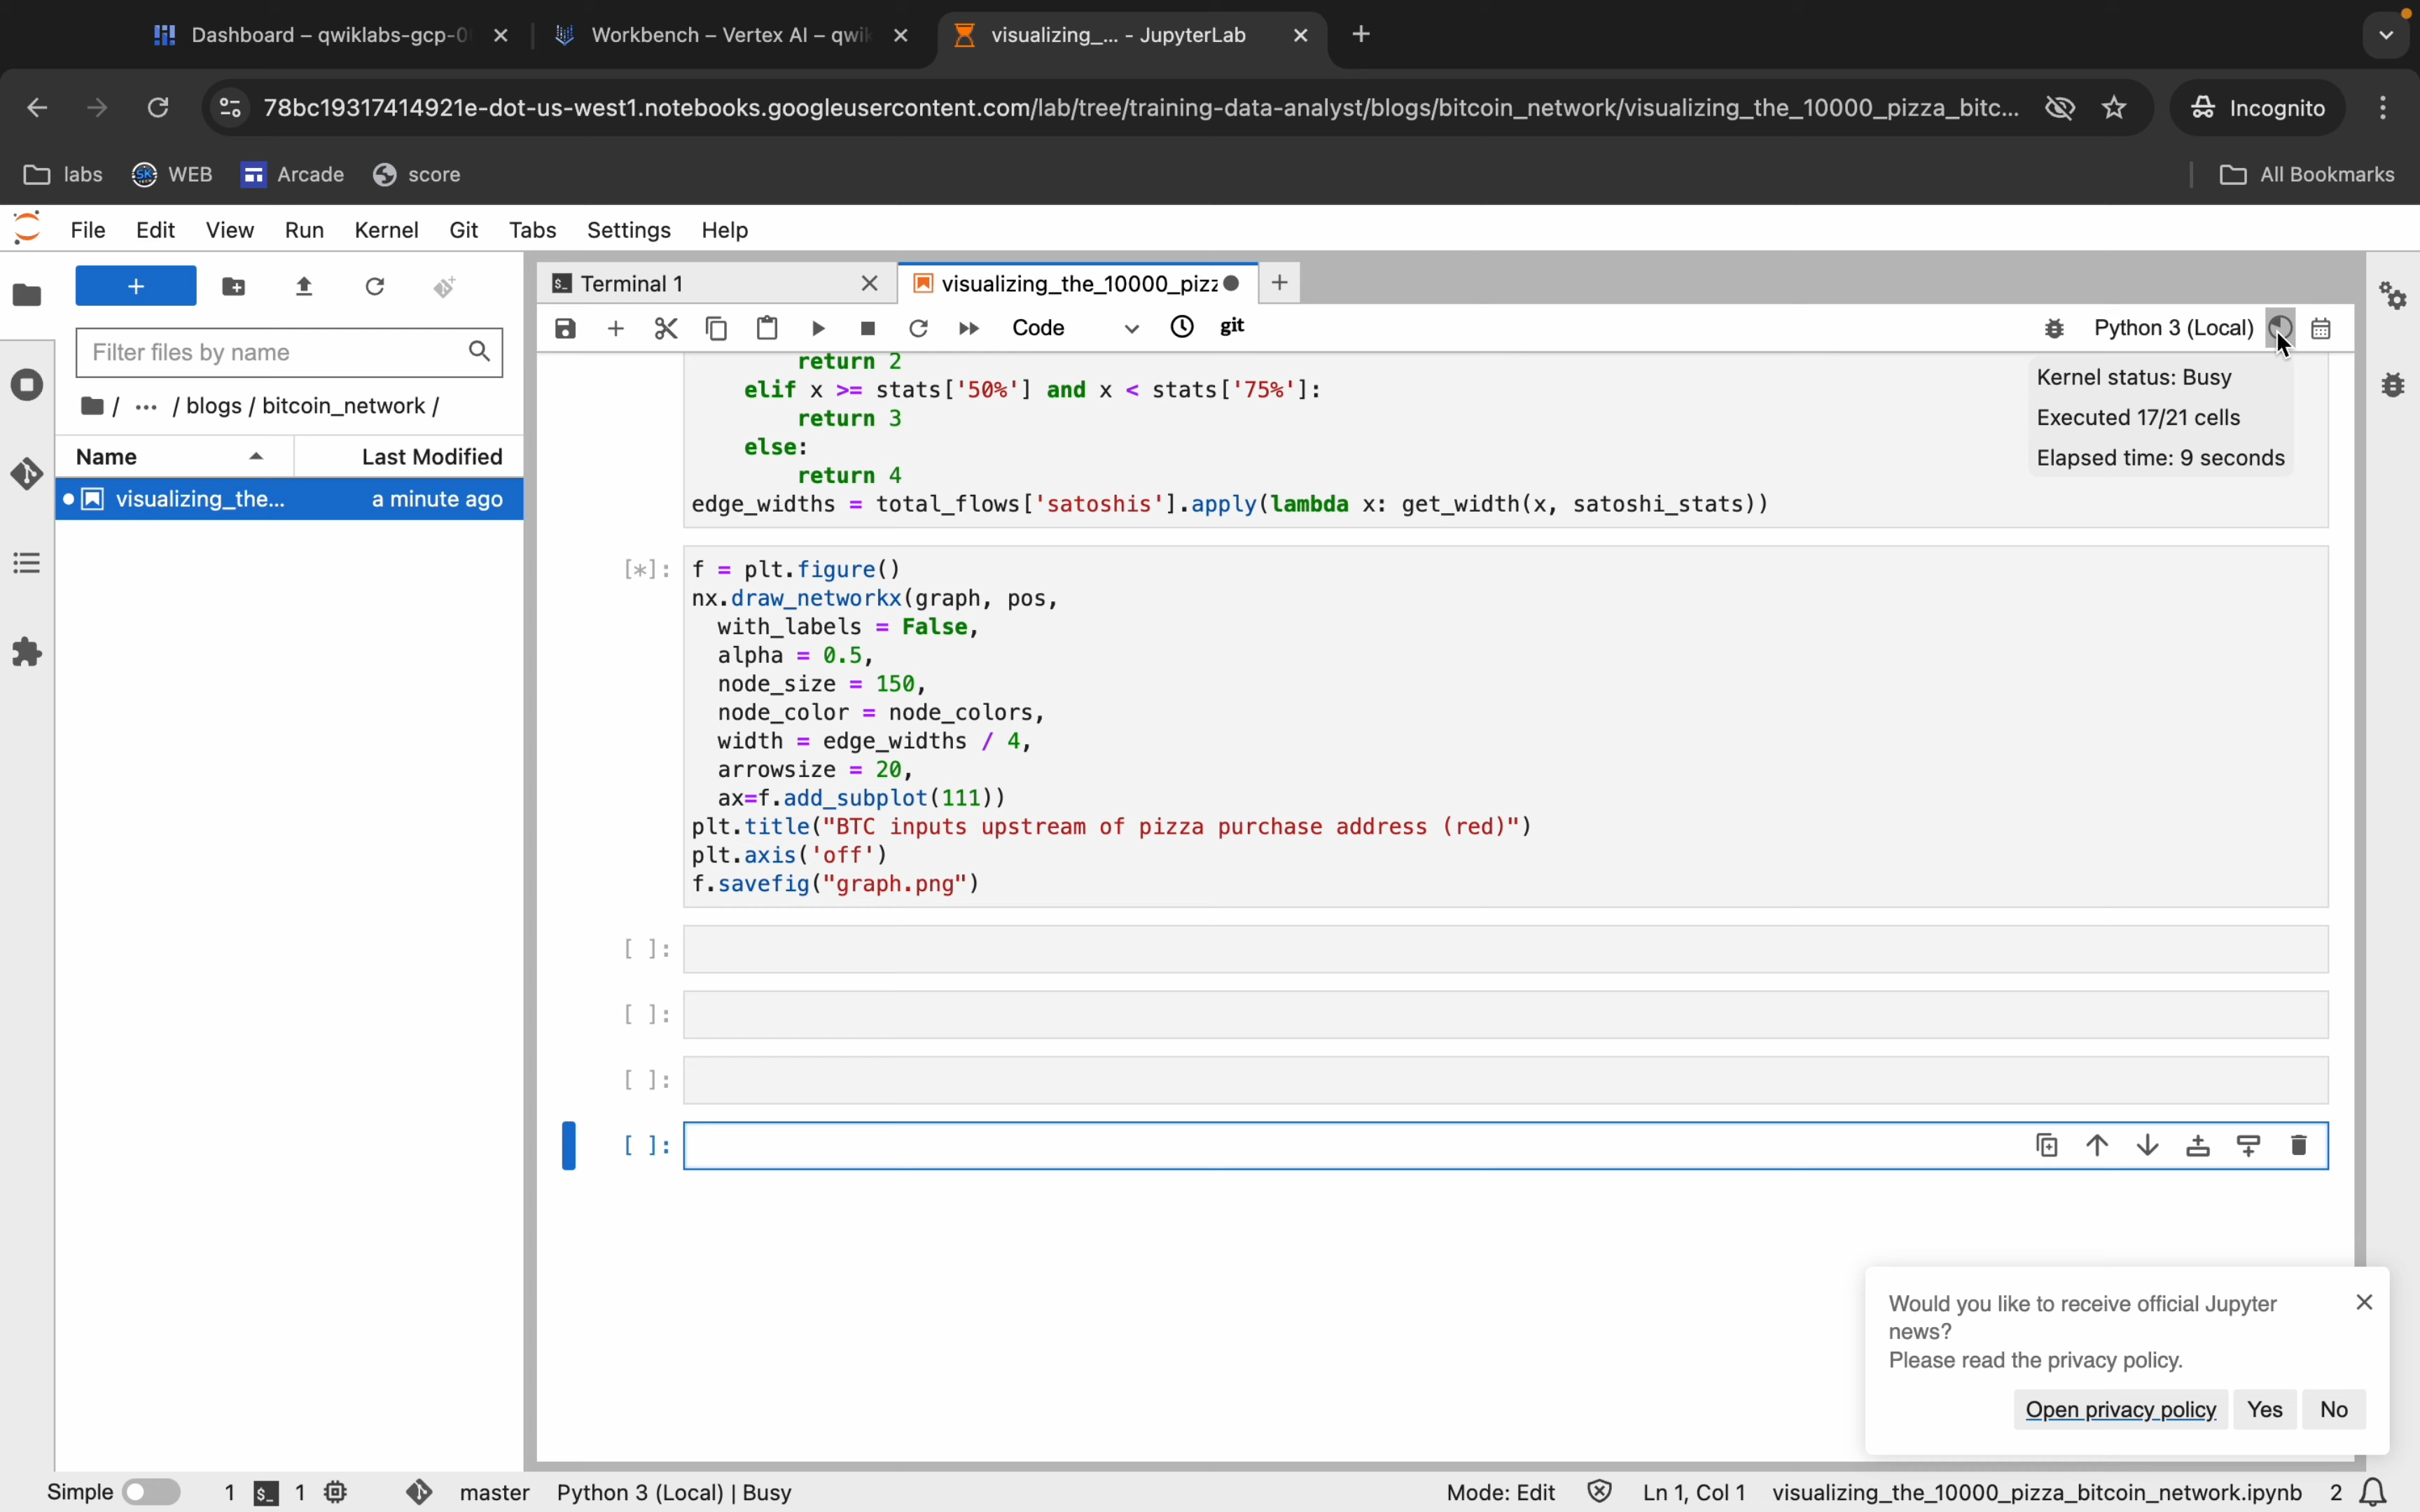 Dashboard – qwiklabs-gcp-0
Workbench – Vertex AI – qwik
visualizing_... - JupyterLab
78bc19317414921e-dot-us-west1.notebooks.googleusercontent.com/lab/tree/training-data-analyst/blogs/bitcoin_network/visualizing_the_10000_pizza_bitc...
Incognito
labs
WEB
Arcade
score
All Bookmarks
File Edit View Run Kernel Git Tabs Settings Help
Filter files by name
/ ··· / blogs / bitcoin_network /
Name
Last Modified
visualizing_the...
a minute ago
Terminal 1
visualizing_the_10000_pizz
Code
git
Python 3 (Local)
Kernel status: Busy
Executed 17/21 cells
Elapsed time: 9 seconds
return 2
elif x >= stats['50%'] and x < stats['75%']:
return 3
else:
return 4
edge_widths = total_flows['satoshis'].apply(lambda x: get_width(x, satoshi_stats))
[*]:
f = plt.figure()
nx.draw_networkx(graph, pos,
with_labels = False,
alpha = 0.5,
node_size = 150,
node_color = node_colors,
width = edge_widths / 4,
arrowsize = 20,
ax=f.add_subplot(111))
plt.title("BTC inputs upstream of pizza purchase address (red)")
plt.axis('off')
f.savefig("graph.png")
[ ]:
[ ]:
[ ]:
[ ]:
Would you like to receive official Jupyter
news?
Please read the privacy policy.
Open privacy policy
Yes
No
Simple
1
1
master
Python 3 (Local) | Busy
Mode: Edit
Ln 1, Col 1
visualizing_the_10000_pizza_bitcoin_network.ipynb
2